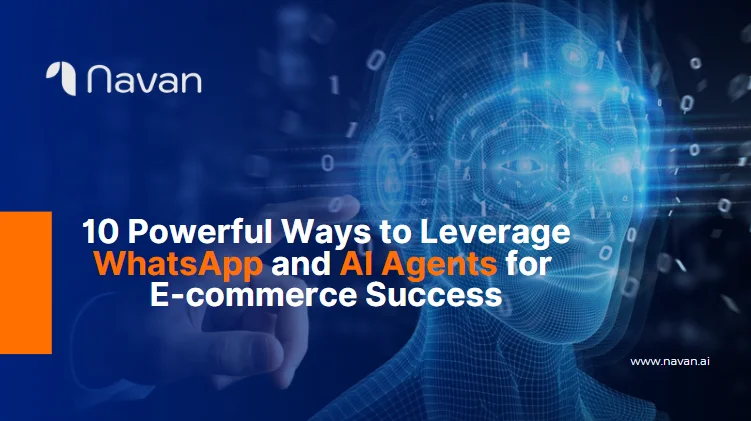 navan
10 Powerful Ways to Leverage
WhatsApp and AI Agents for
E-commerce Success
www.navan.ai